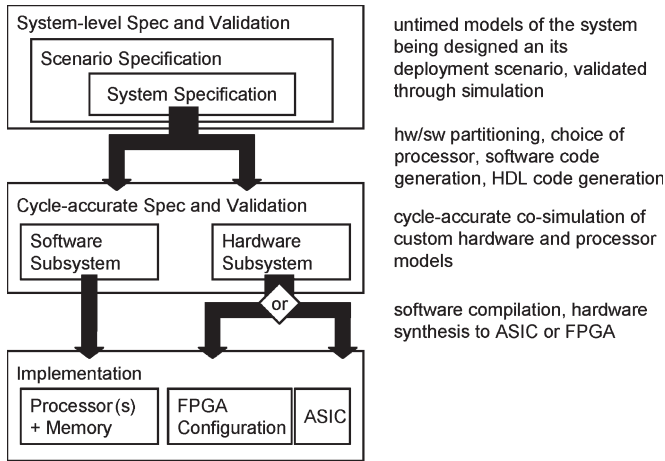 System-level Spec and Validation
Scenario Specification
System Specification
untimed models of the system
being designed an its
deployment scenario, validated
through simulation
hw/sw partitioning, choice of
processor, software code
generation, HDL code generation
Cycle-accurate Spec and Validation
Software
Subsystem
Hardware
Subsystem
cycle-accurate co-simulation of
custom hardware and processor
models
or
software compilation, hardware
synthesis to ASIC or FPGA
Implementation
Processor(s)
+ Memory
FPGA
Configuration
ASIC